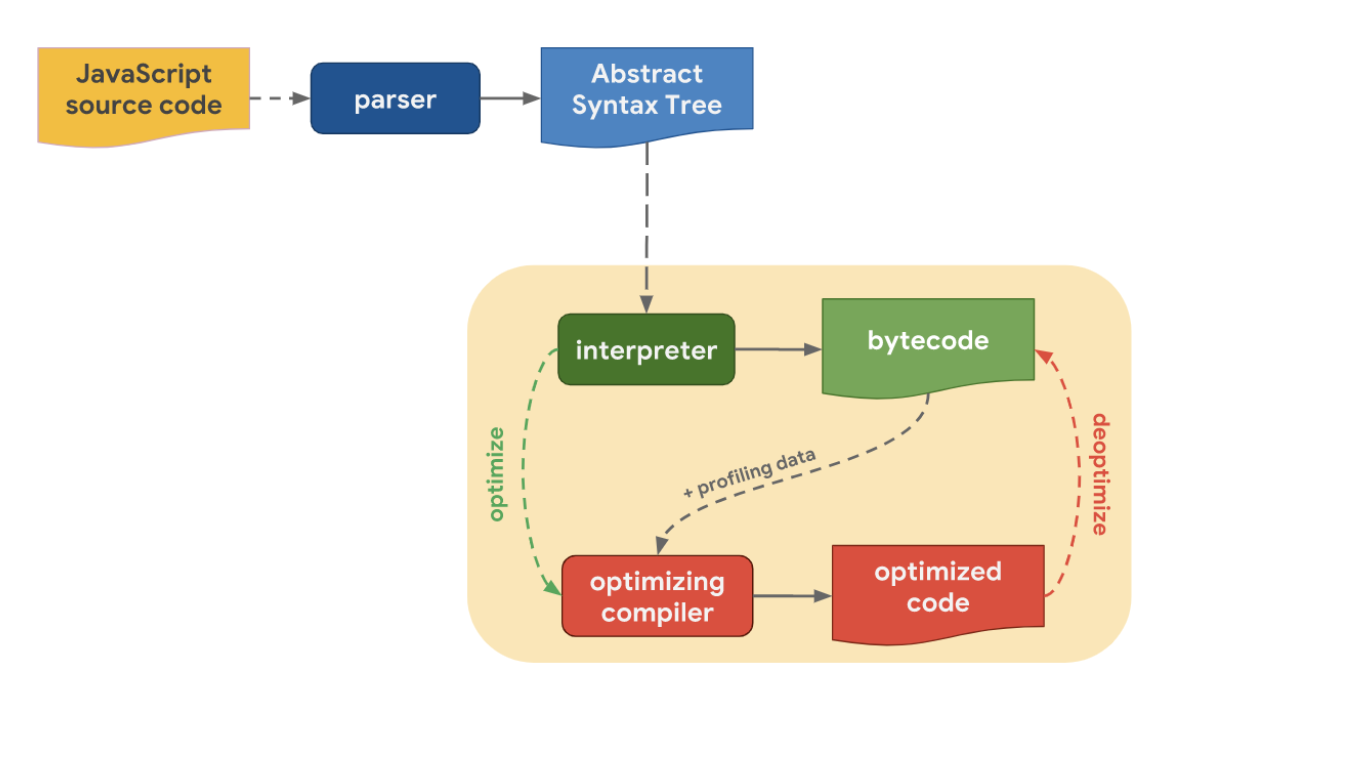 JavaScript
source code
parser
Abstract
Syntax Tree
interpreter
bytecode
optimize
+ profiling data
deoptimize
optimizing
compiler
optimized
code